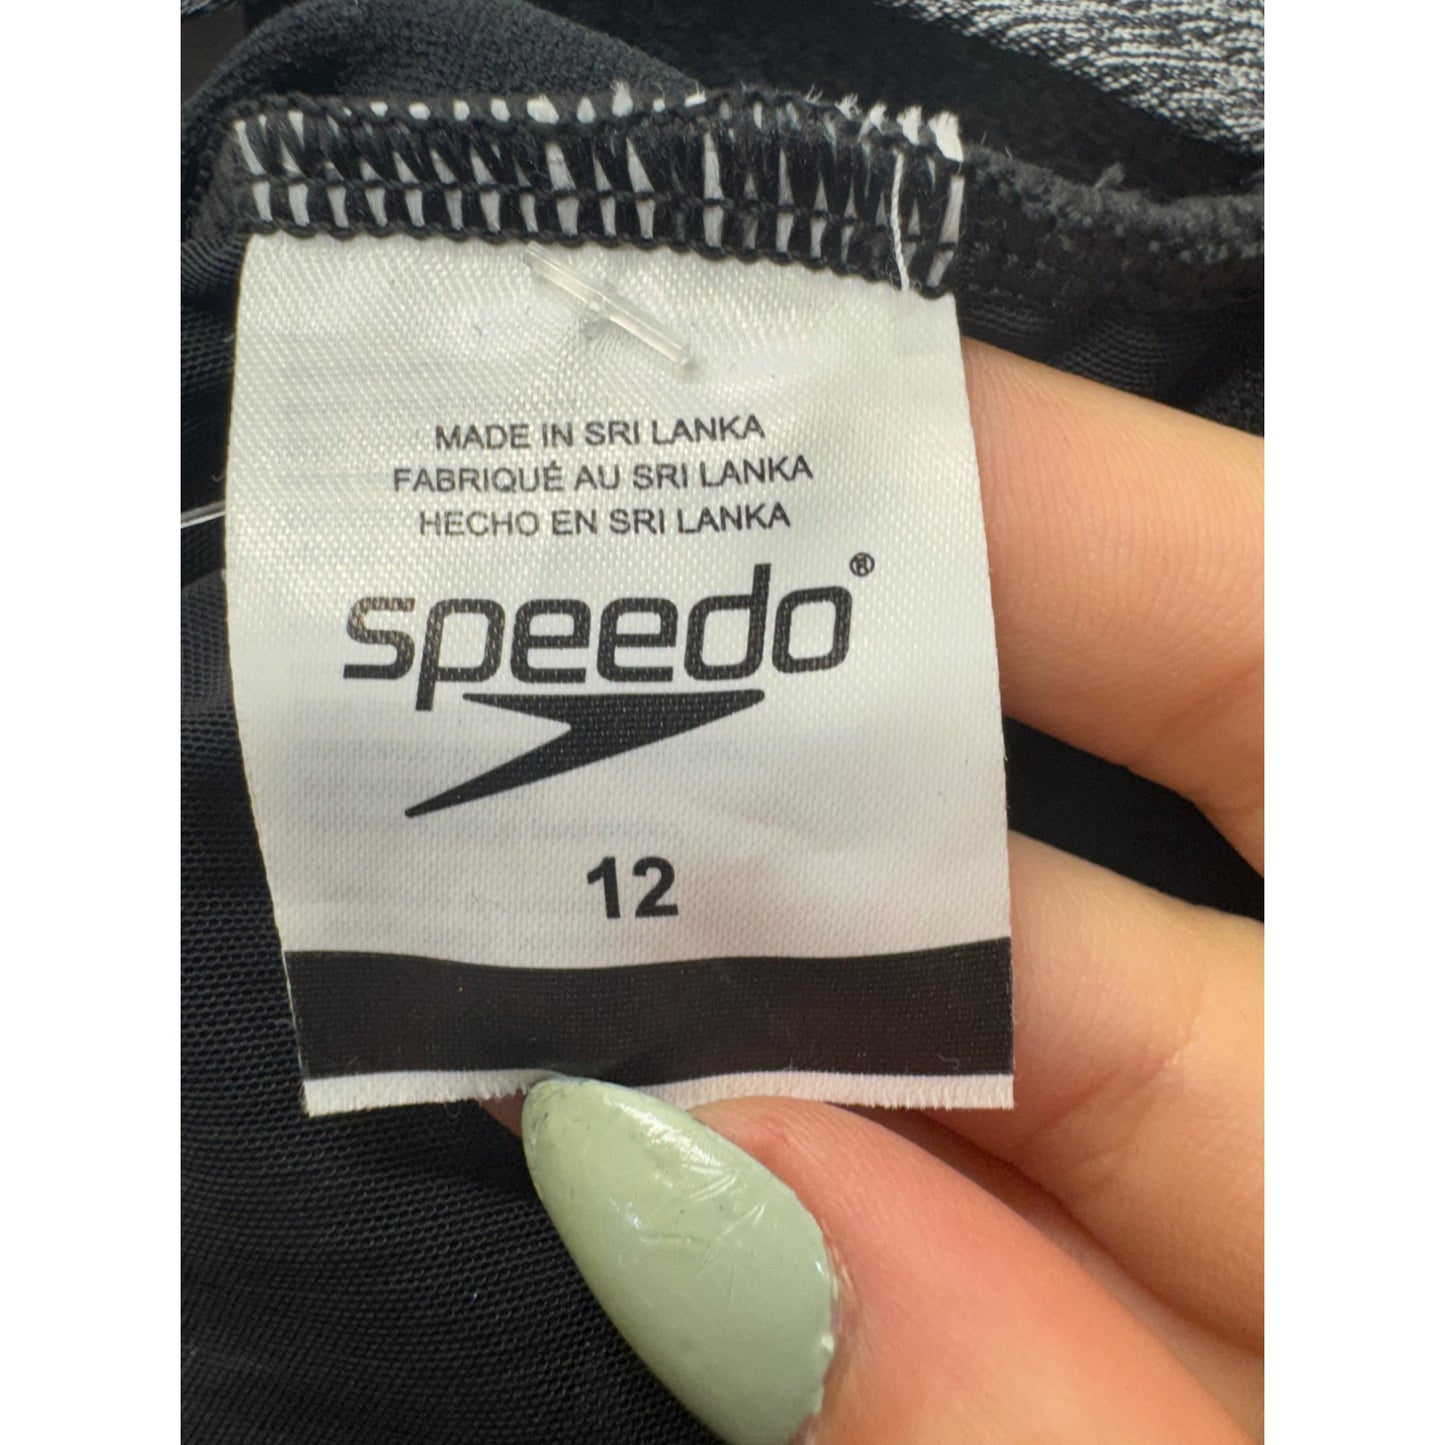 MADE IN SRI LANKA
FABRIQUÉ AU SRI LANKA
HECHO EN SRI LANKA
speedo®
12